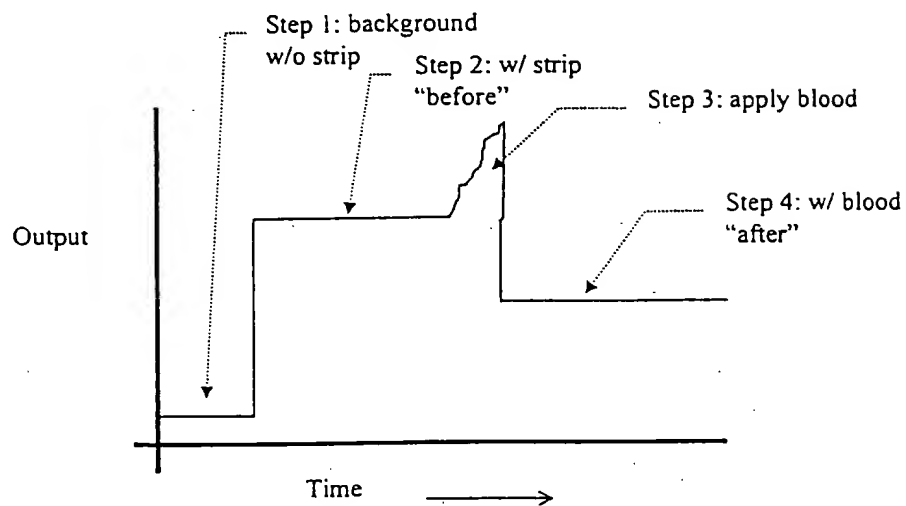 Step 1: background
w/o strip
Step 2: w/ strip
“before”
Step 3: apply blood
Step 4: w/ blood
“after”
Output
Time